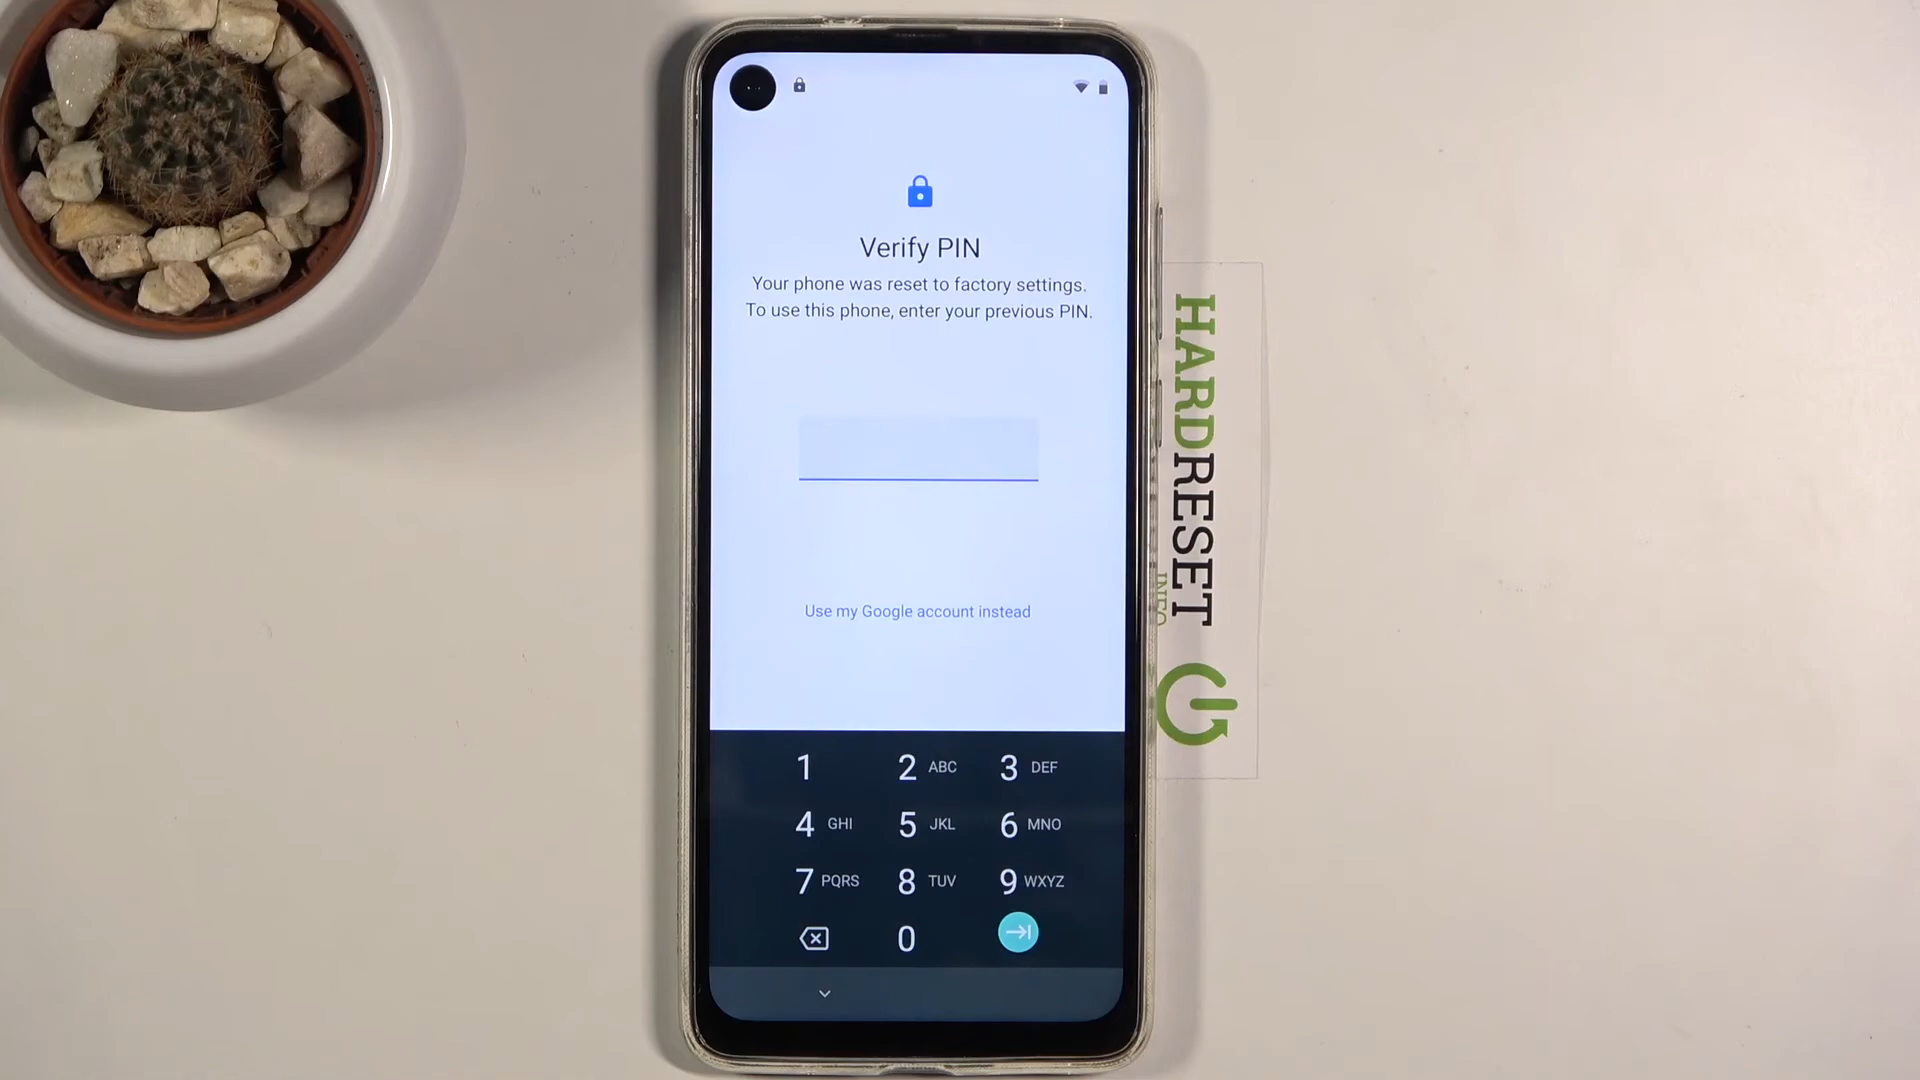 Verify PIN
Your phone was reset to factory settings.
To use this phone, enter your previous PIN.
Use my Google account instead
1 2 ABC 3 DEF
4 GHI 5 JKL 6 MNO
7 PQRS 8 TUV 9 WXYZ
0
HARDRESET
INFO